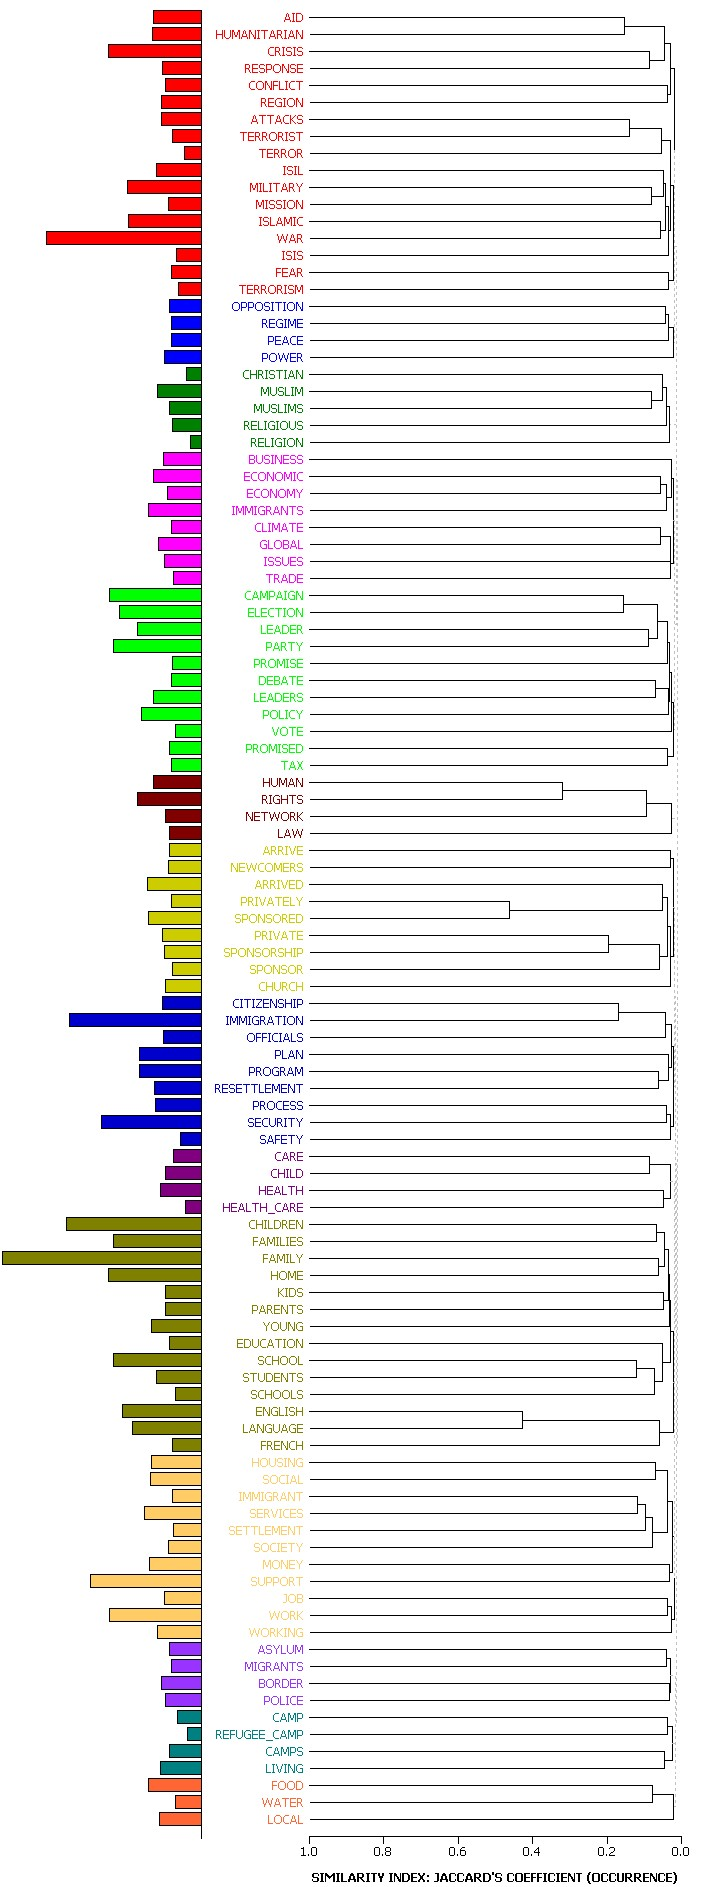 AID
HUMANITARIAN
CRISIS
RESPONSE
CONFLICT
REGION
ATTACKS
TERRORIST
TERROR
ISIL
MILITARY
MISSION
ISLAMIC
WAR
ISIS
FEAR
TERRORISM
OPPOSITION
REGIME
PEACE
POWER
CHRISTIAN
MUSLIM
MUSLIMS
RELIGIOUS
RELIGION
BUSINESS
ECONOMIC
ECONOMY
IMMIGRANTS
CLIMATE
GLOBAL
ISSUES
TRADE
CAMPAIGN
ELECTION
LEADER
PARTY
PROMISE
DEBATE
LEADERS
POLICY
VOTE
PROMISED
TAX
HUMAN
RIGHTS
NETWORK
LAW
ARRIVE
NEWCOMERS
ARRIVED
PRIVATELY
SPONSORED
PRIVATE
SPONSORSHIP
SPONSOR
CHURCH
CITIZENSHIP
IMMIGRATION
OFFICIALS
PLAN
PROGRAM
RESETTLEMENT
PROCESS
SECURITY
SAFETY
CARE
CHILD
HEALTH
HEALTH_CARE
CHILDREN
FAMILIES
FAMILY
HOME
KIDS
PARENTS
YOUNG
EDUCATION
SCHOOL
STUDENTS
SCHOOLS
ENGLISH
LANGUAGE
FRENCH
HOUSING
SOCIAL
IMMIGRANT
SERVICES
SETTLEMENT
SOCIETY
MONEY
SUPPORT
JOB
WORK
WORKING
ASYLUM
MIGRANTS
BORDER
POLICE
CAMP
REFUGEE_CAMP
CAMPS
LIVING
FOOD
WATER
LOCAL
1.0 0.8 0.6 0.4 0.2 0.0
SIMILARITY INDEX: JACCARD'S COEFFICIENT (OCCURRENCE)